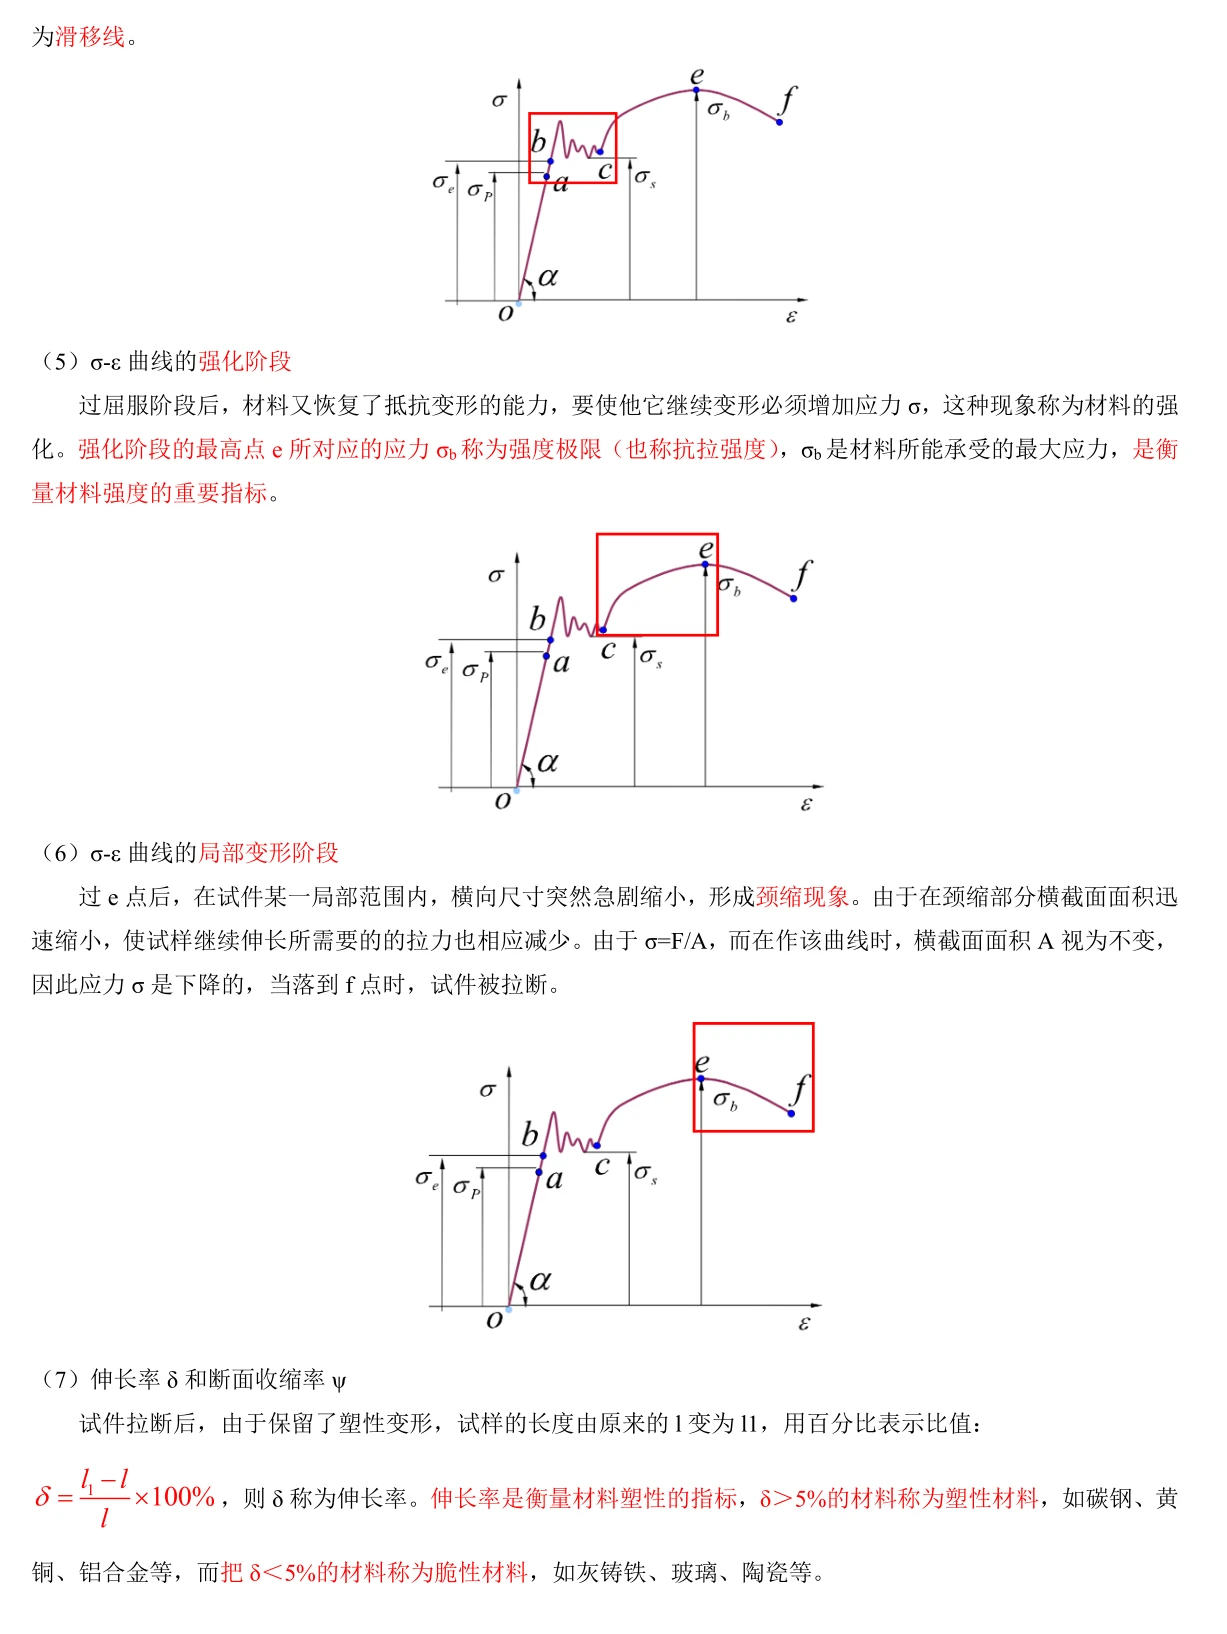 为滑移线。
σ
e
f
σb
b
a
c
σe
σP
σs
α
o
ε
（5）σ-ε 曲线的强化阶段
过屈服阶段后，材料又恢复了抵抗变形的能力，要使他它继续变形必须增加应力 σ，这种现象称为材料的强
化。强化阶段的最高点 e 所对应的应力 σb 称为强度极限（也称抗拉强度），σb 是材料所能承受的最大应力，是衡
量材料强度的重要指标。
σ
e
f
σb
b
a
c
σe
σP
σs
α
o
ε
（6）σ-ε 曲线的局部变形阶段
过 e 点后，在试件某一局部范围内，横向尺寸突然急剧缩小，形成颈缩现象。由于在颈缩部分横截面面积迅
速缩小，使试样继续伸长所需要的的拉力也相应减少。由于 σ=F/A，而在作该曲线时，横截面面积 A 视为不变，
因此应力 σ 是下降的，当落到 f 点时，试件被拉断。
σ
e
f
σb
b
a
c
σe
σP
σs
α
o
ε
（7）伸长率 δ 和断面收缩率 ψ
试件拉断后，由于保留了塑性变形，试样的长度由原来的 l 变为 l1，用百分比表示比值：
δ = (l₁ − l)/l ×100%，则 δ 称为伸长率。伸长率是衡量材料塑性的指标，δ＞5%的材料称为塑性材料，如碳钢、黄
铜、铝合金等，而把 δ＜5%的材料称为脆性材料，如灰铸铁、玻璃、陶瓷等。